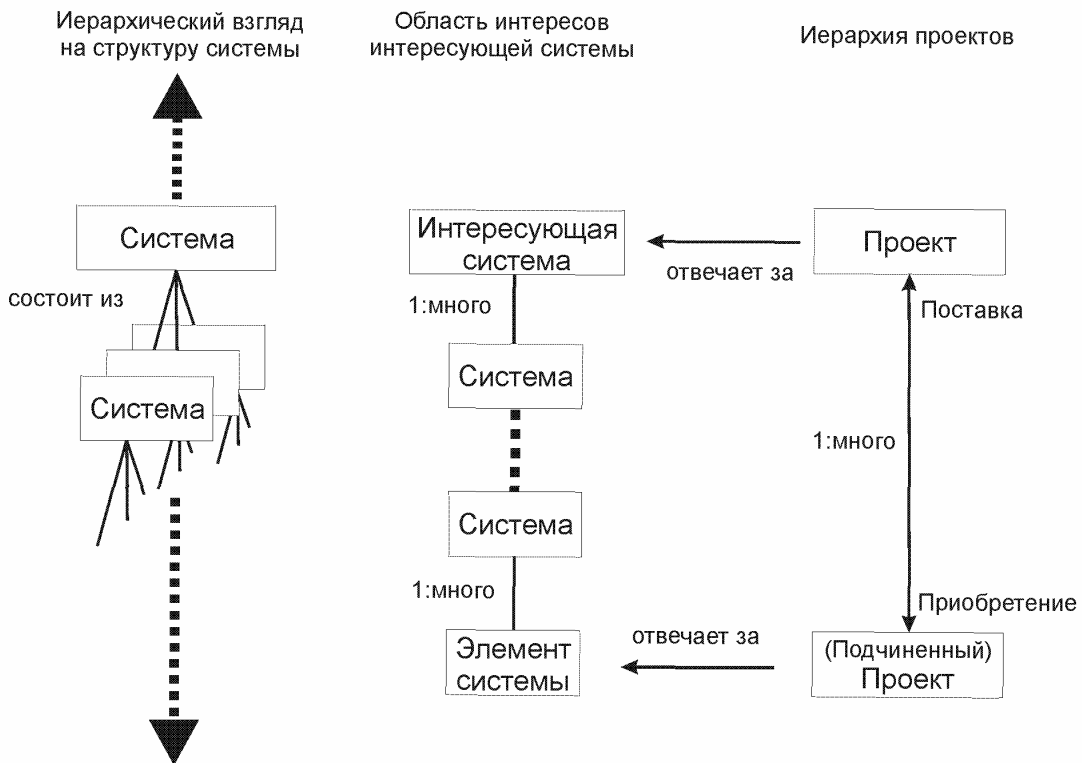 Иерархический взгляд
на структуру системы
Область интересов
интересующей системы
Иерархия проектов
Система
состоит из
Система
Интересующая
система
1:много
Система
Система
1:много
Элемент
системы
отвечает за
Проект
Поставка
1:много
Приобретение
отвечает за
(Подчиненный)
Проект